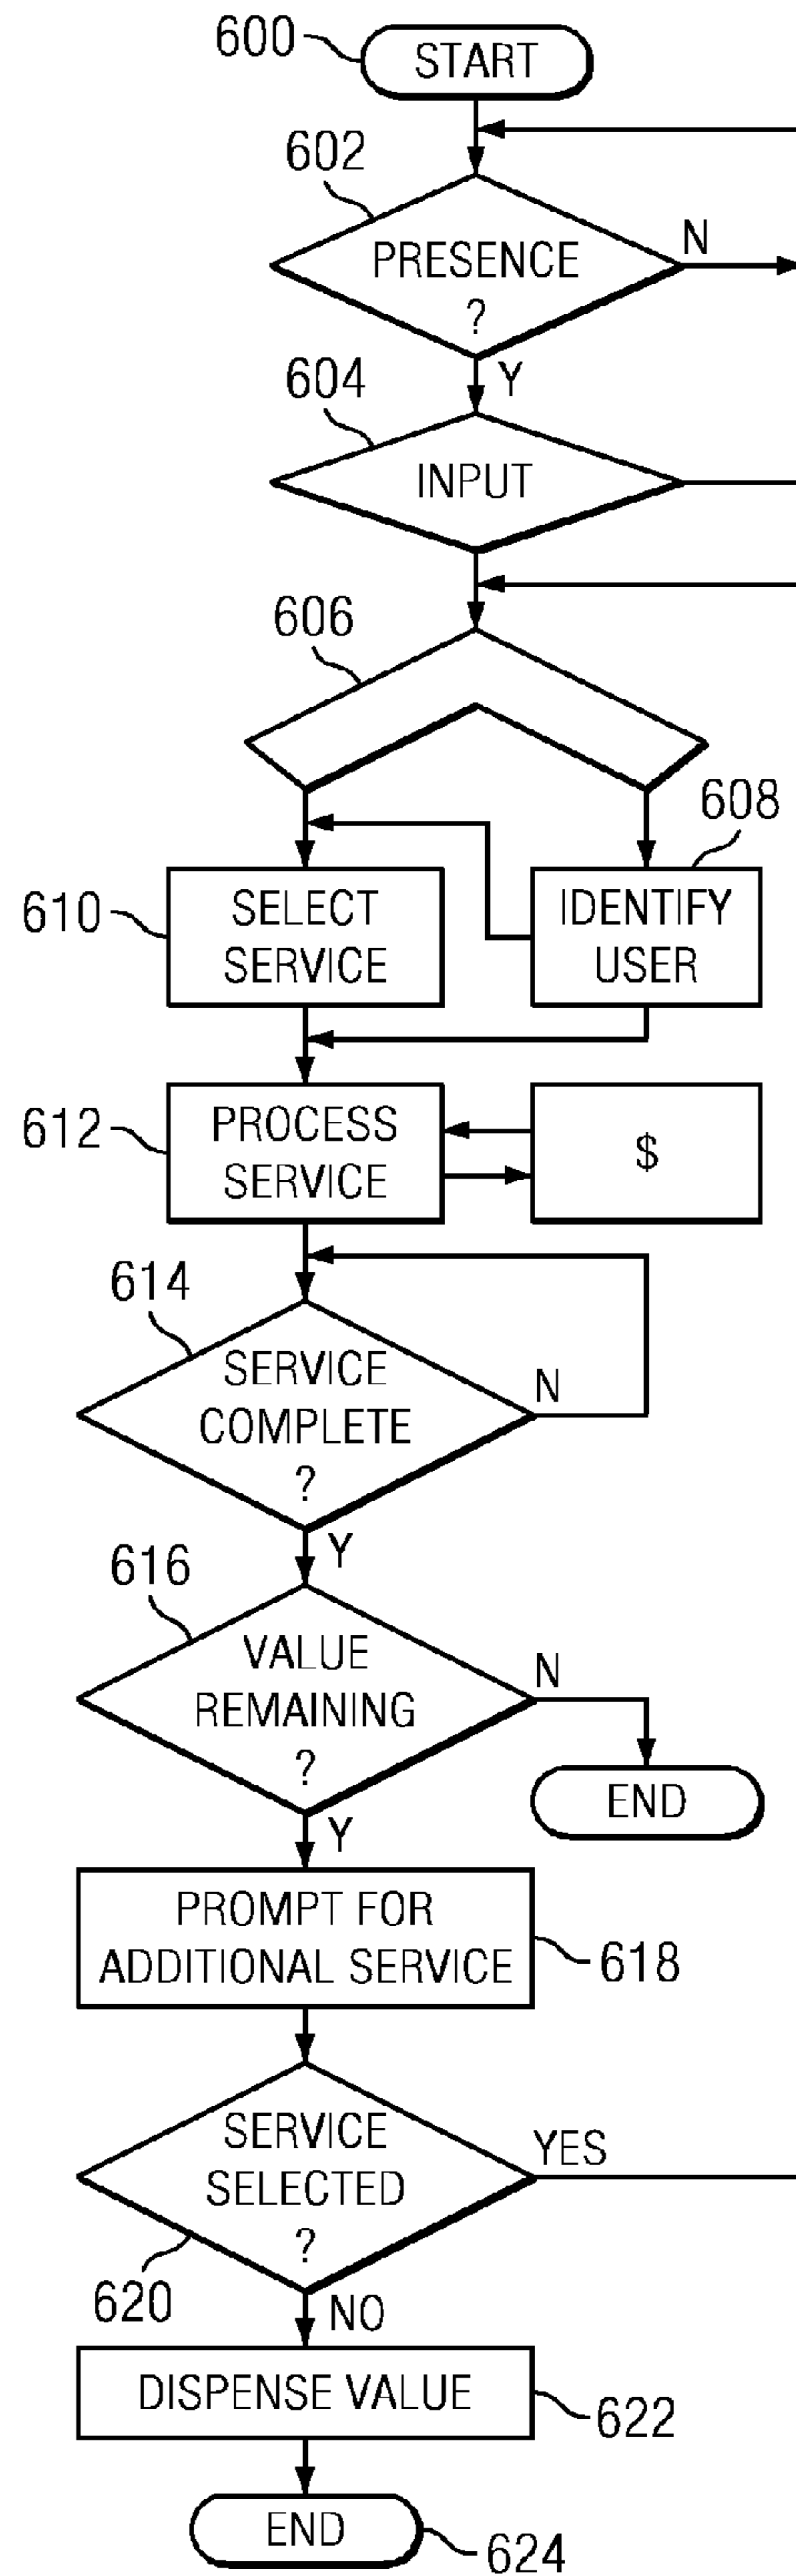 600
START
602
PRESENCE
?
N
Y
604
INPUT
606
608
610
SELECT
SERVICE
IDENTIFY
USER
612
PROCESS
SERVICE
$
614
SERVICE
COMPLETE
?
N
Y
616
VALUE
REMAINING
?
N
END
Y
PROMPT FOR
ADDITIONAL SERVICE
618
SERVICE
SELECTED
?
YES
620
NO
DISPENSE VALUE
622
END
624